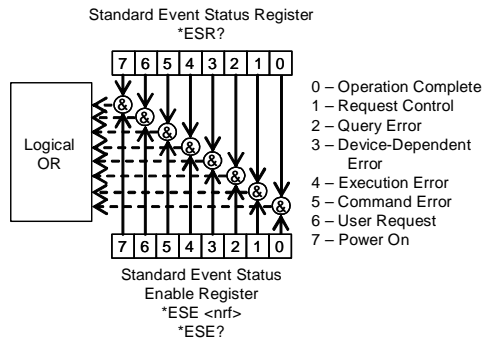 Standard Event Status Register
*ESR?
7 6 5 4 3 2 1 0
&
&
&
&
&
&
&
&
Logical
OR
0 – Operation Complete
1 – Request Control
2 – Query Error
3 – Device-Dependent
Error
4 – Execution Error
5 – Command Error
6 – User Request
7 – Power On
7 6 5 4 3 2 1 0
Standard Event Status
Enable Register
*ESE <nrf>
*ESE?